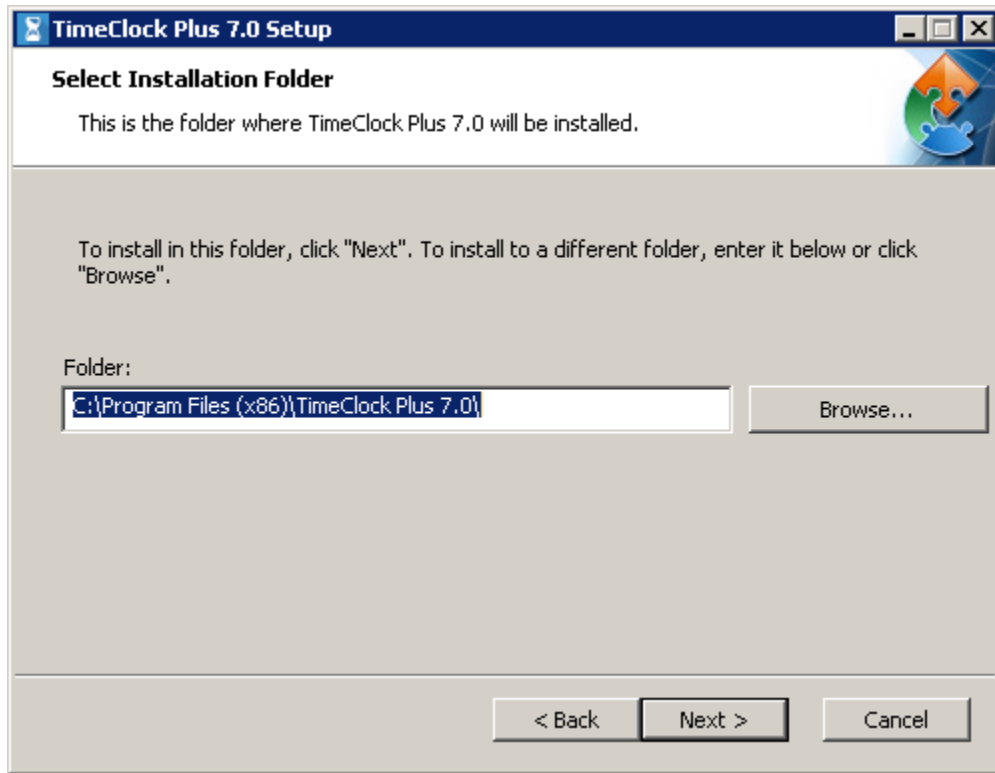 TimeClock Plus 7.0 Setup
Select Installation Folder
This is the folder where TimeClock Plus 7.0 will be installed.
To install in this folder, click "Next". To install to a different folder, enter it below or click
"Browse".
Folder:
C:\Program Files (x86)\TimeClock Plus 7.0\
Browse...
< Back
Next >
Cancel